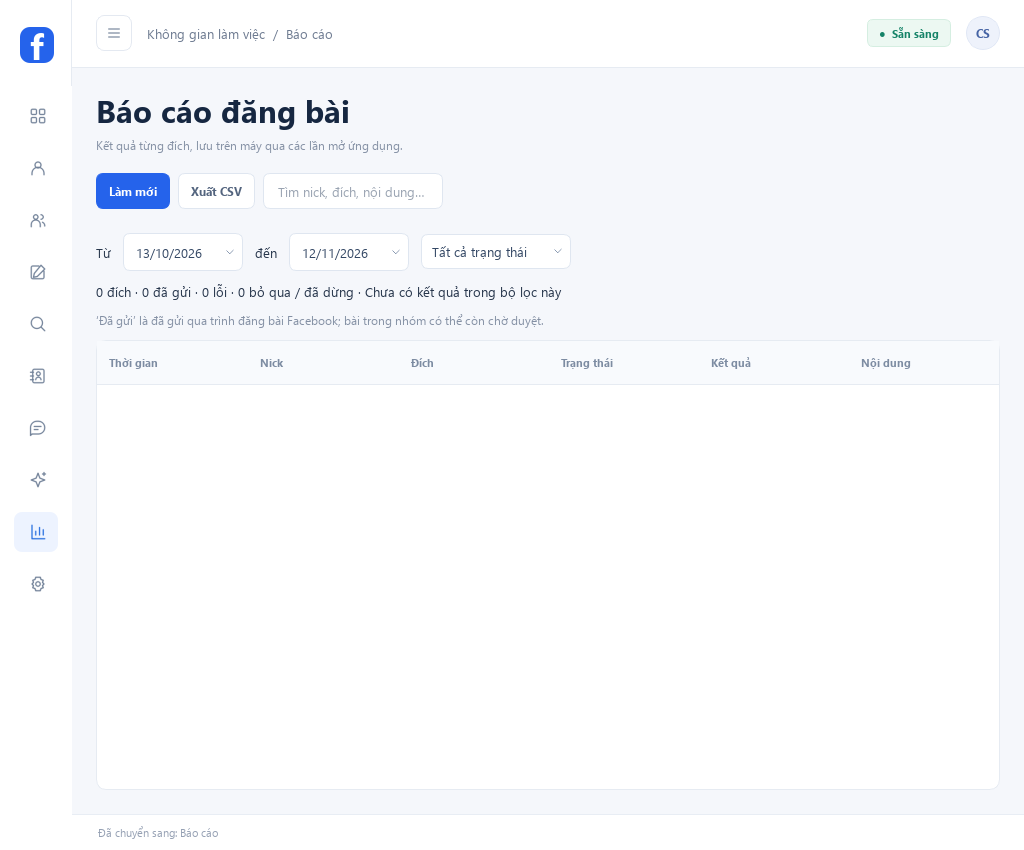 f
Không gian làm việc / Báo cáo
● Sẵn sàng
CS
Báo cáo đăng bài
Kết quả từng đích, lưu trên máy qua các lần mở ứng dụng.
Làm mới
Xuất CSV
Tìm nick, đích, nội dung...
Từ 13/10/2026 đến 12/11/2026 Tất cả trạng thái
0 đích · 0 đã gửi · 0 lỗi · 0 bỏ qua / đã dừng · Chưa có kết quả trong bộ lọc này
'Đã gửi' là đã gửi qua trình đăng bài Facebook; bài trong nhóm có thể còn chờ duyệt.
Thời gian Nick Đích Trạng thái Kết quả Nội dung
Đã chuyển sang: Báo cáo